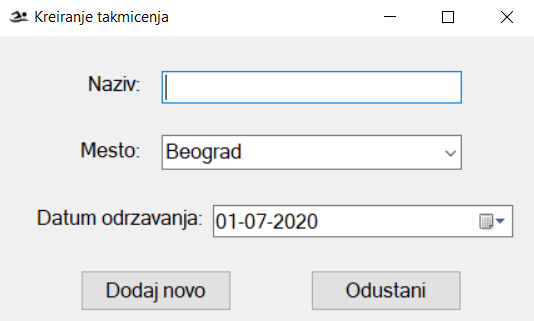 Kreiranje takmicenja
Naziv:
Mesto: Beograd
Datum odrzavanja: 01-07-2020
Dodaj novo Odustani